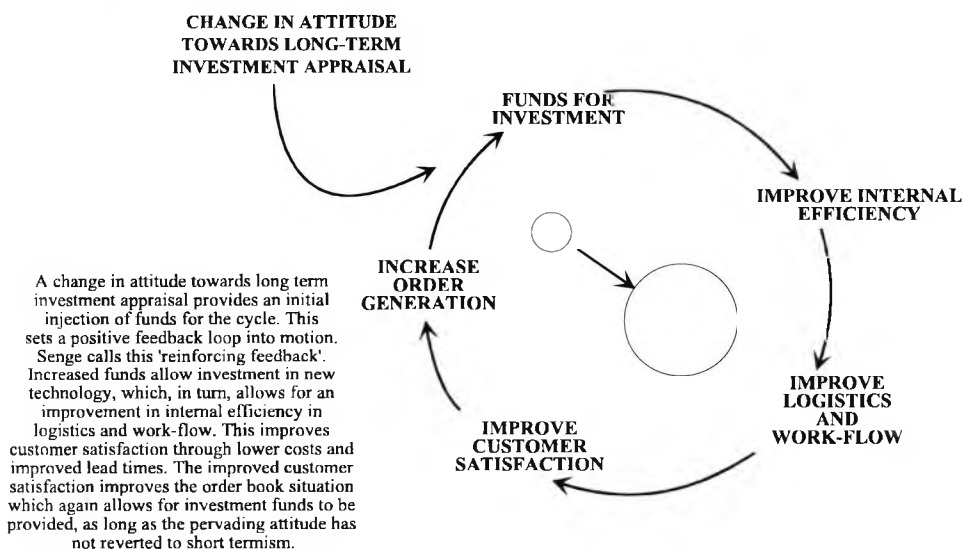 CHANGE IN ATTITUDE
TOWARDS LONG-TERM
INVESTMENT APPRAISAL
FUNDS FOR
INVESTMENT
IMPROVE INTERNAL
EFFICIENCY
IMPROVE
LOGISTICS
AND
WORK-FLOW
IMPROVE
CUSTOMER
SATISFACTION
INCREASE
ORDER
GENERATION
A change in attitude towards long term
investment appraisal provides an initial
injection of funds for the cycle. This
sets a positive feedback loop into motion.
Senge calls this 'reinforcing feedback'.
Increased funds allow investment in new
technology, which, in turn, allows for an
improvement in internal efficiency in
logistics and work-flow. This improves
customer satisfaction through lower costs and
improved lead times. The improved customer
satisfaction improves the order book situation
which again allows for investment funds to be
provided, as long as the pervading attitude has
not reverted to short termism.